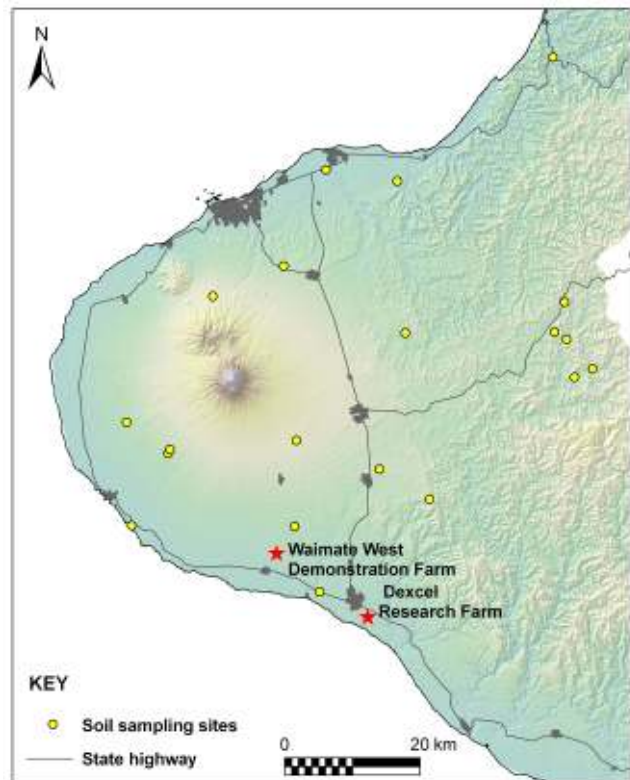 N
Waimate West
Demonstration Farm
Dexcel
Research Farm
KEY
Soil sampling sites
State highway
0 20 km